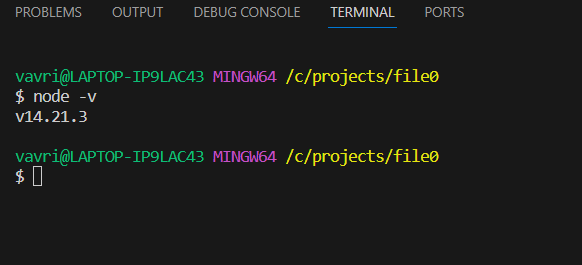 PROBLEMS OUTPUT DEBUG CONSOLE TERMINAL PORTS
vavri@LAPTOP-IP9LAC43 MINGW64 /c/projects/file0
$ node -v
v14.21.3
vavri@LAPTOP-IP9LAC43 MINGW64 /c/projects/file0
$